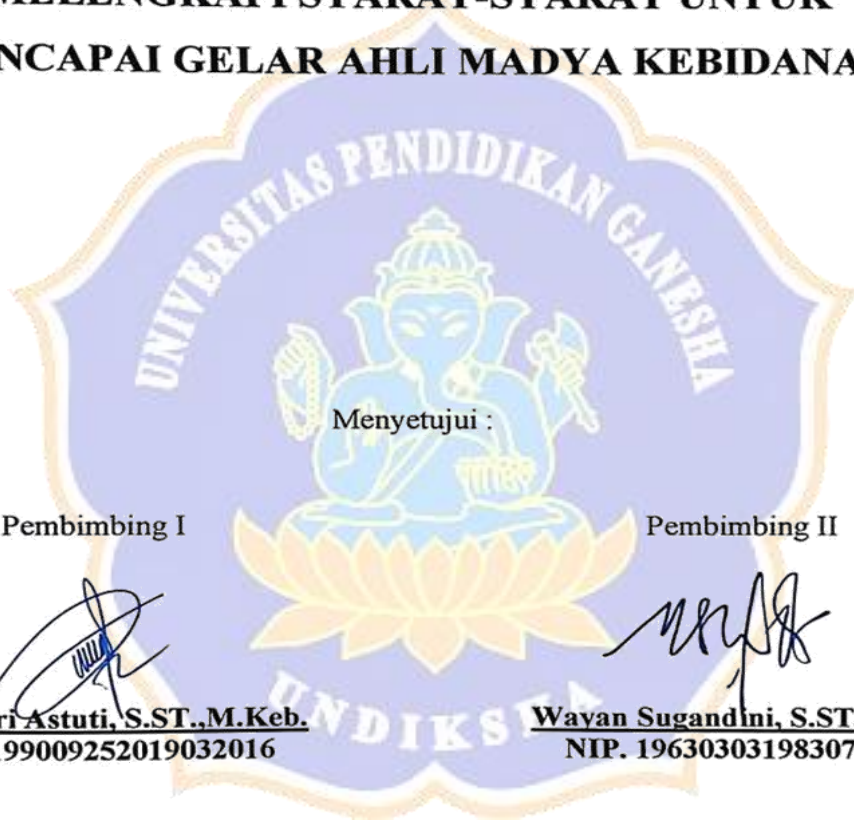 MELENGKAPI SYARAT-SYARAT UNTUK
NCAPAI GELAR AHLI MADYA KEBIDANA
UNIVERSITAS PENDIDIKAN GANESHA
Menyetujui :
Pembimbing I
Pembimbing II
ri Astuti, S.ST.,M.Keb.
Wayan Sugandini, S.ST
199009252019032016
NIP. 19630303198307
UNDIKSHA